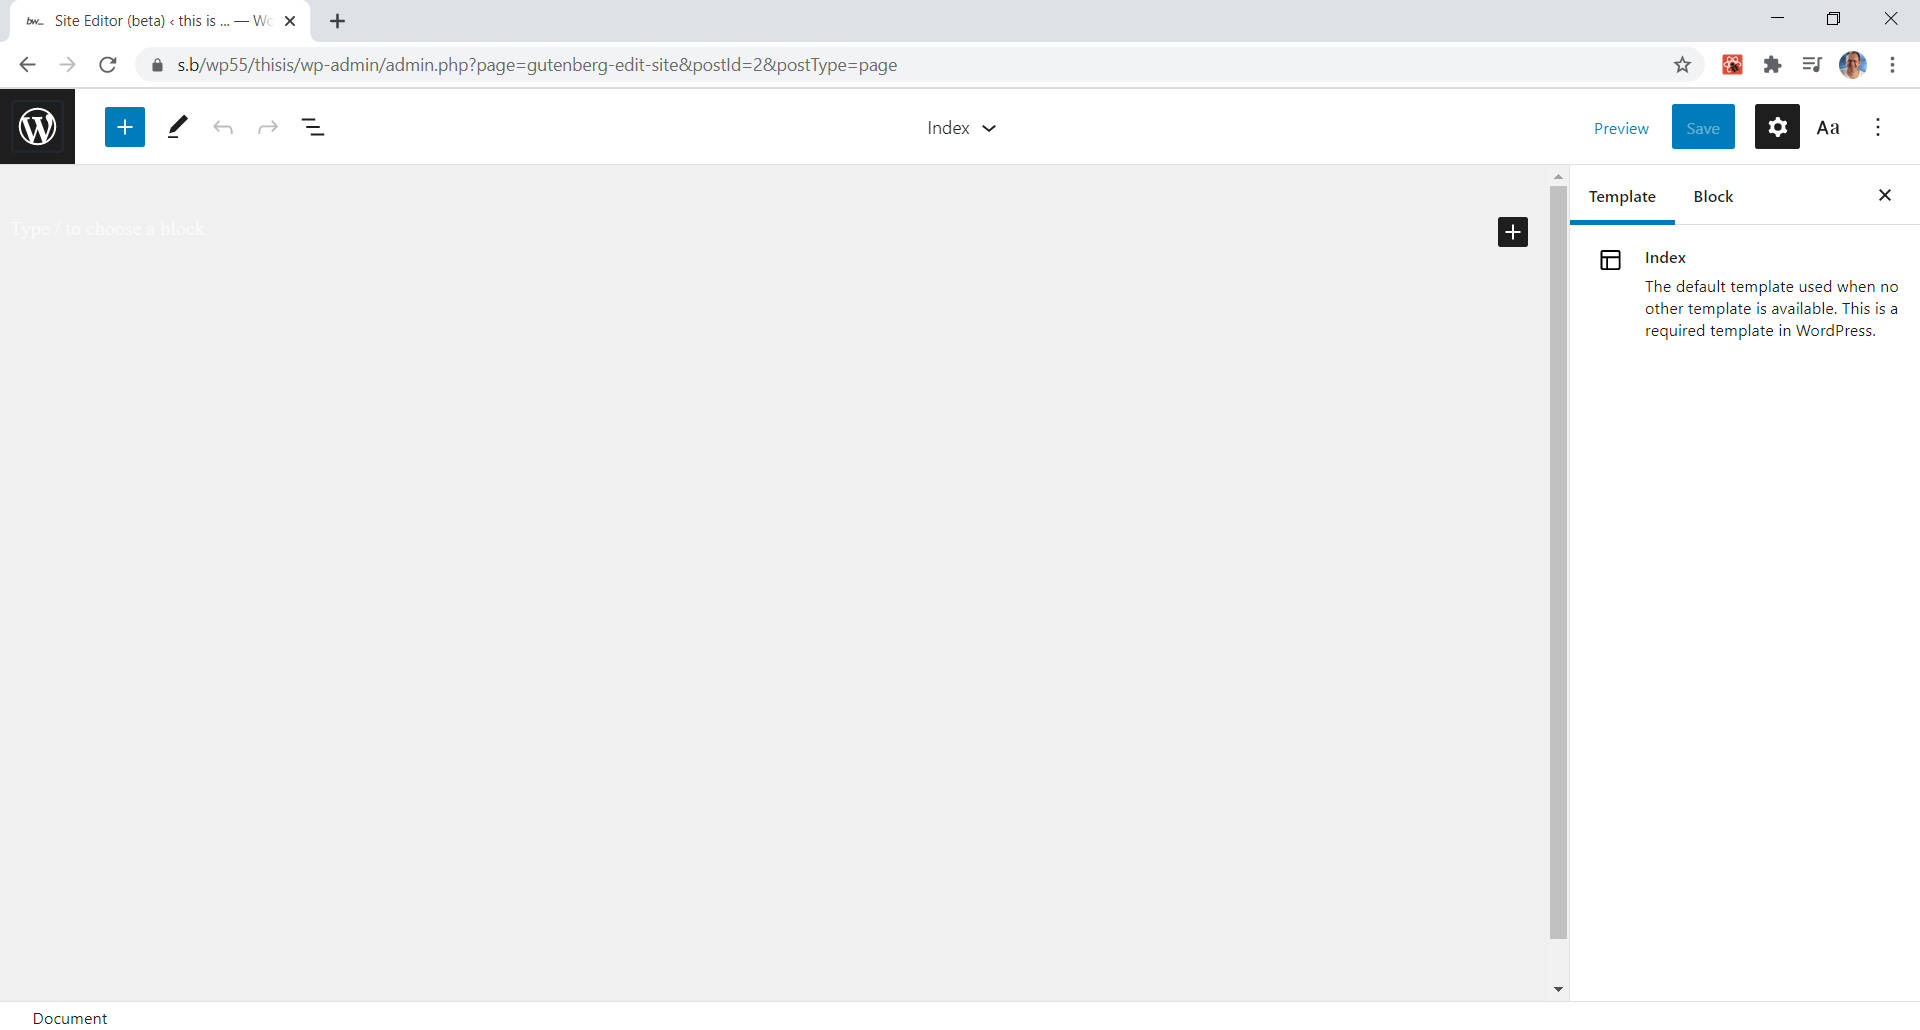 bw_ Site Editor (beta) ‹ this is ... — Wo
s.b/wp55/thisis/wp-admin/admin.php?page=gutenberg-edit-site&postId=2&postType=page
Index
Preview
Save
Aa
Type / to choose a block
Template
Block
Index
The default template used when no
other template is available. This is a
required template in WordPress.
Document